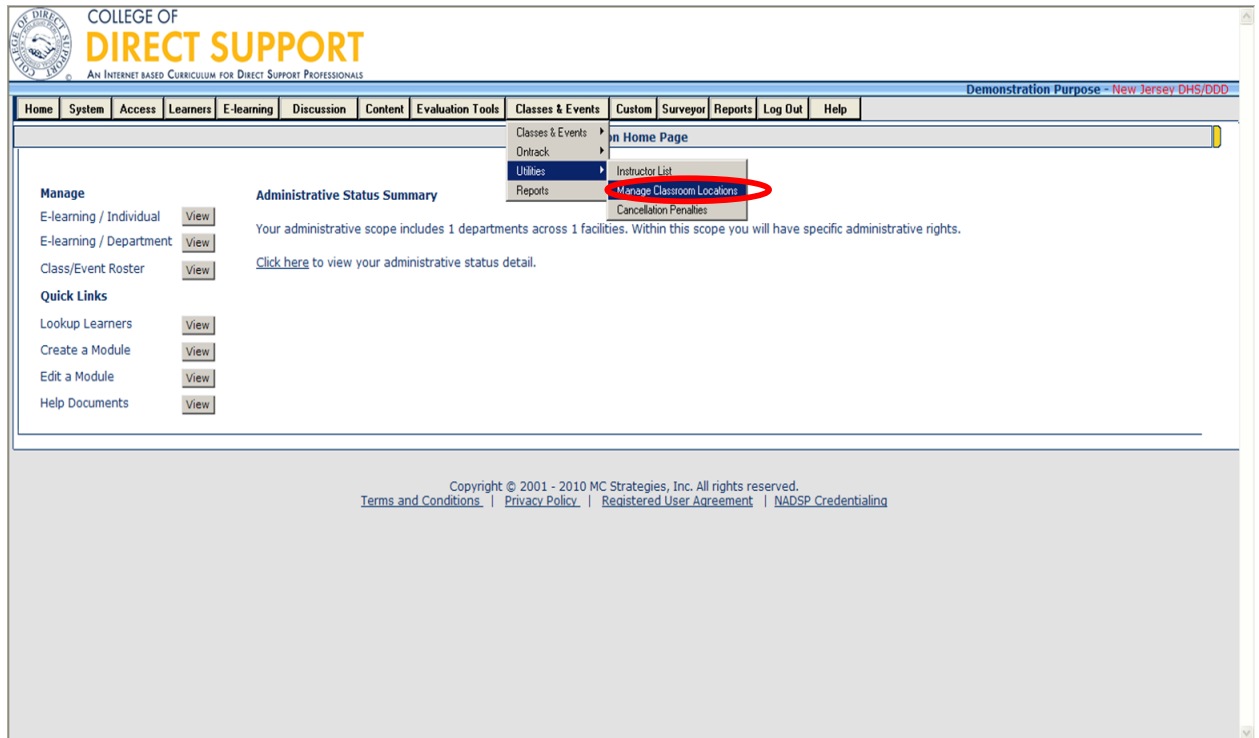 COLLEGE OF
DIRECT SUPPORT
AN INTERNET BASED CURRICULUM FOR DIRECT SUPPORT PROFESSIONALS
Demonstration Purpose - New Jersey DHS/DDD
Home System Access Learners E-learning Discussion Content Evaluation Tools Classes & Events Custom Surveyor Reports Log Out Help
Classes & Events
on Home Page
Ontrack
Utilities
Instructor List
Reports
Manage Classroom Locations
Cancellation Penalties
Manage
E-learning / Individual View
E-learning / Department View
Class/Event Roster View
Quick Links
Lookup Learners View
Create a Module View
Edit a Module View
Help Documents View
Administrative Status Summary
Your administrative scope includes 1 departments across 1 facilities. Within this scope you will have specific administrative rights.
Click here to view your administrative status detail.
Copyright © 2001 - 2010 MC Strategies, Inc. All rights reserved.
Terms and Conditions | Privacy Policy | Registered User Agreement | NADSP Credentialing